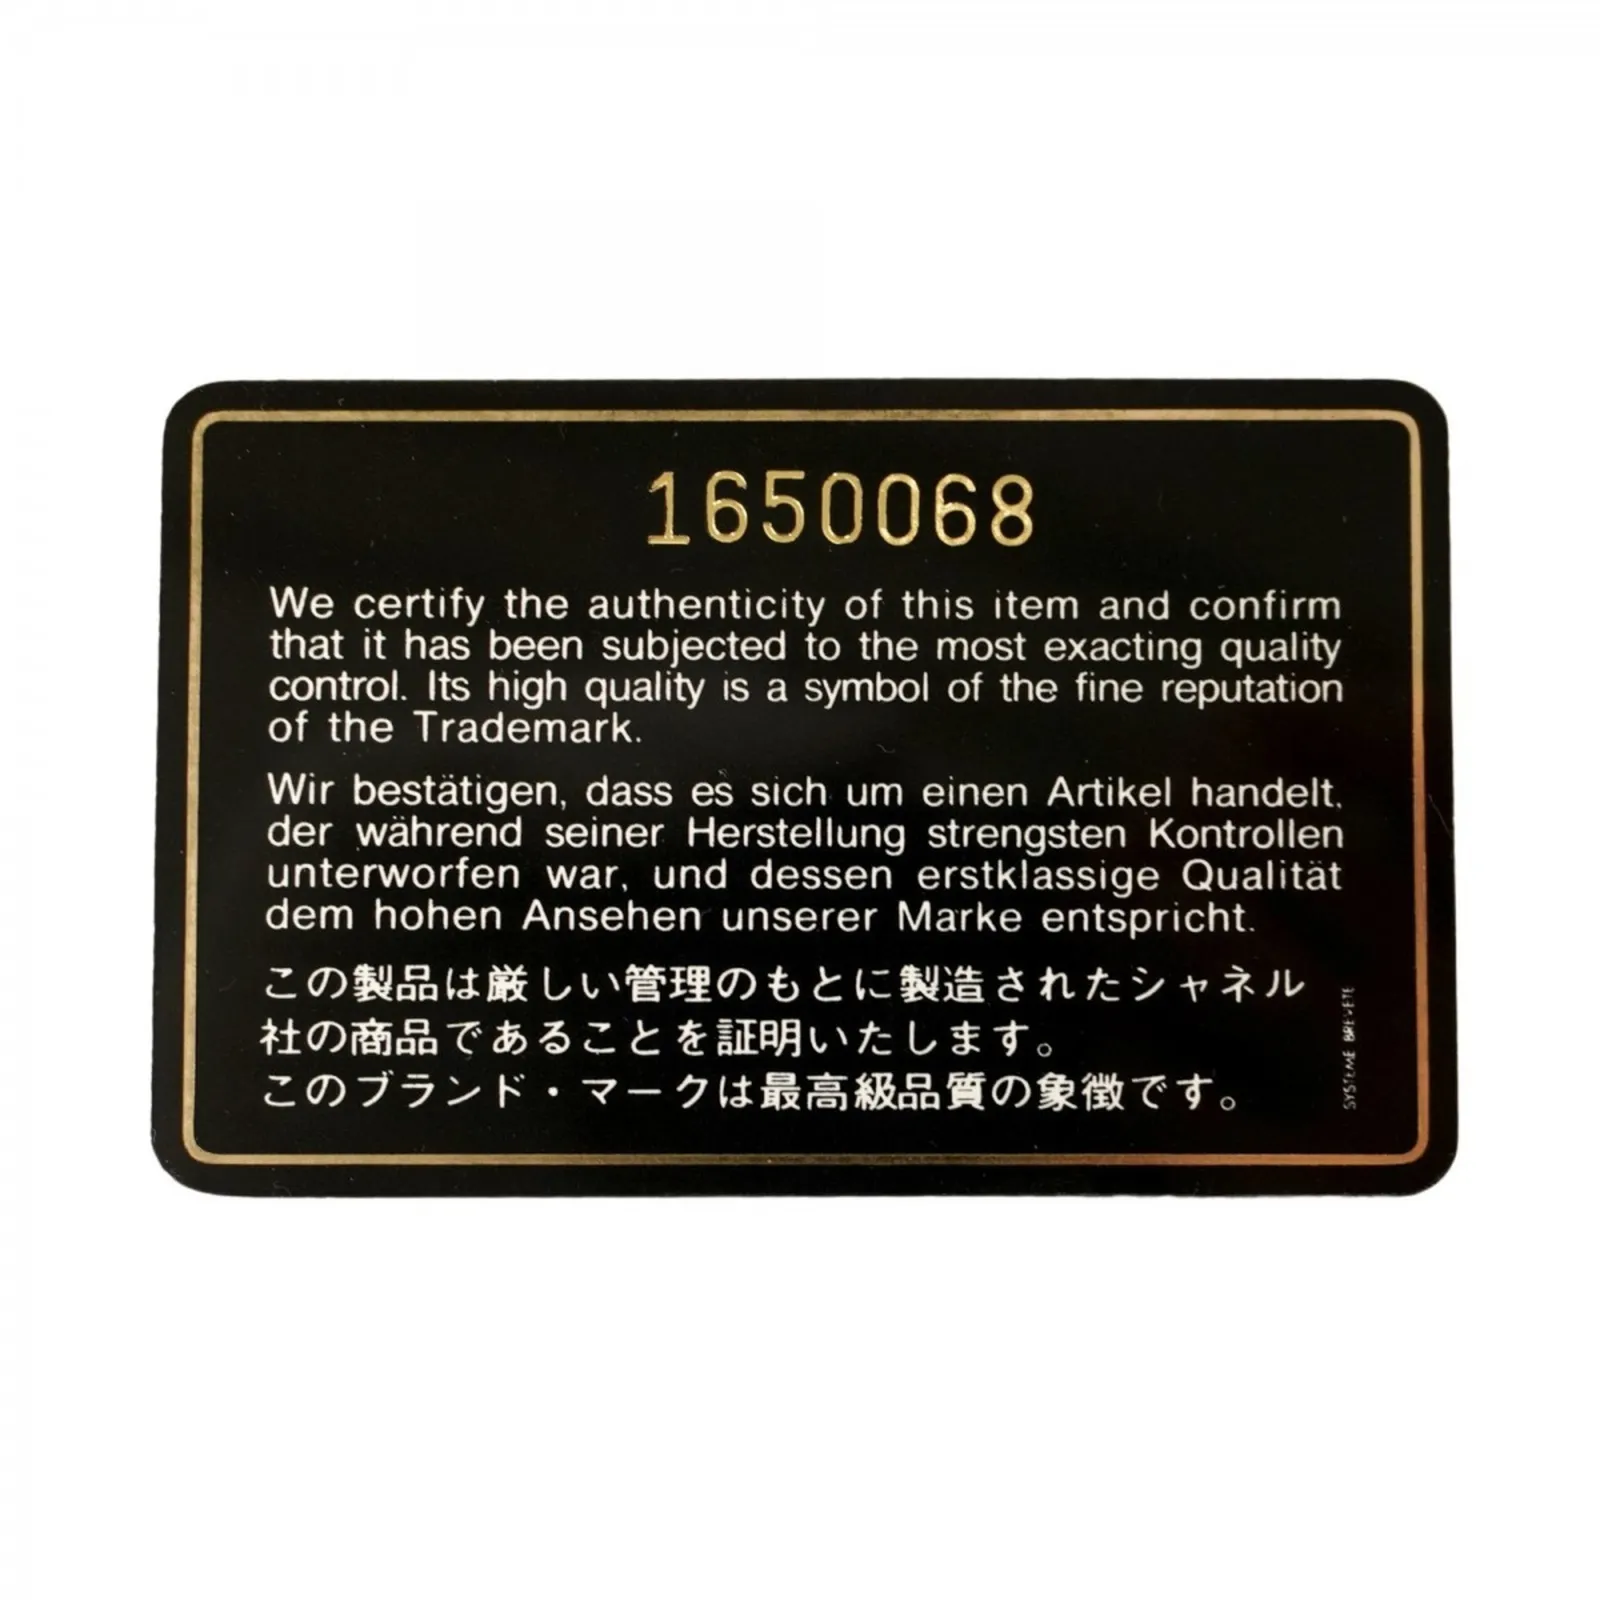 1650068
We certify the authenticity of this item and confirm
that it has been subjected to the most exacting quality
control. Its high quality is a symbol of the fine reputation
of the Trademark.
Wir bestätigen, dass es sich um einen Artikel handelt,
der während seiner Herstellung strengsten Kontrollen
unterworfen war, und dessen erstklassige Qualität
dem hohen Ansehen unserer Marke entspricht.
この製品は厳しい管理のもとに製造されたシャネル
社の商品であることを証明いたします。
このブランド・マークは最高級品質の象徴です。
SYSTEME BREVETE